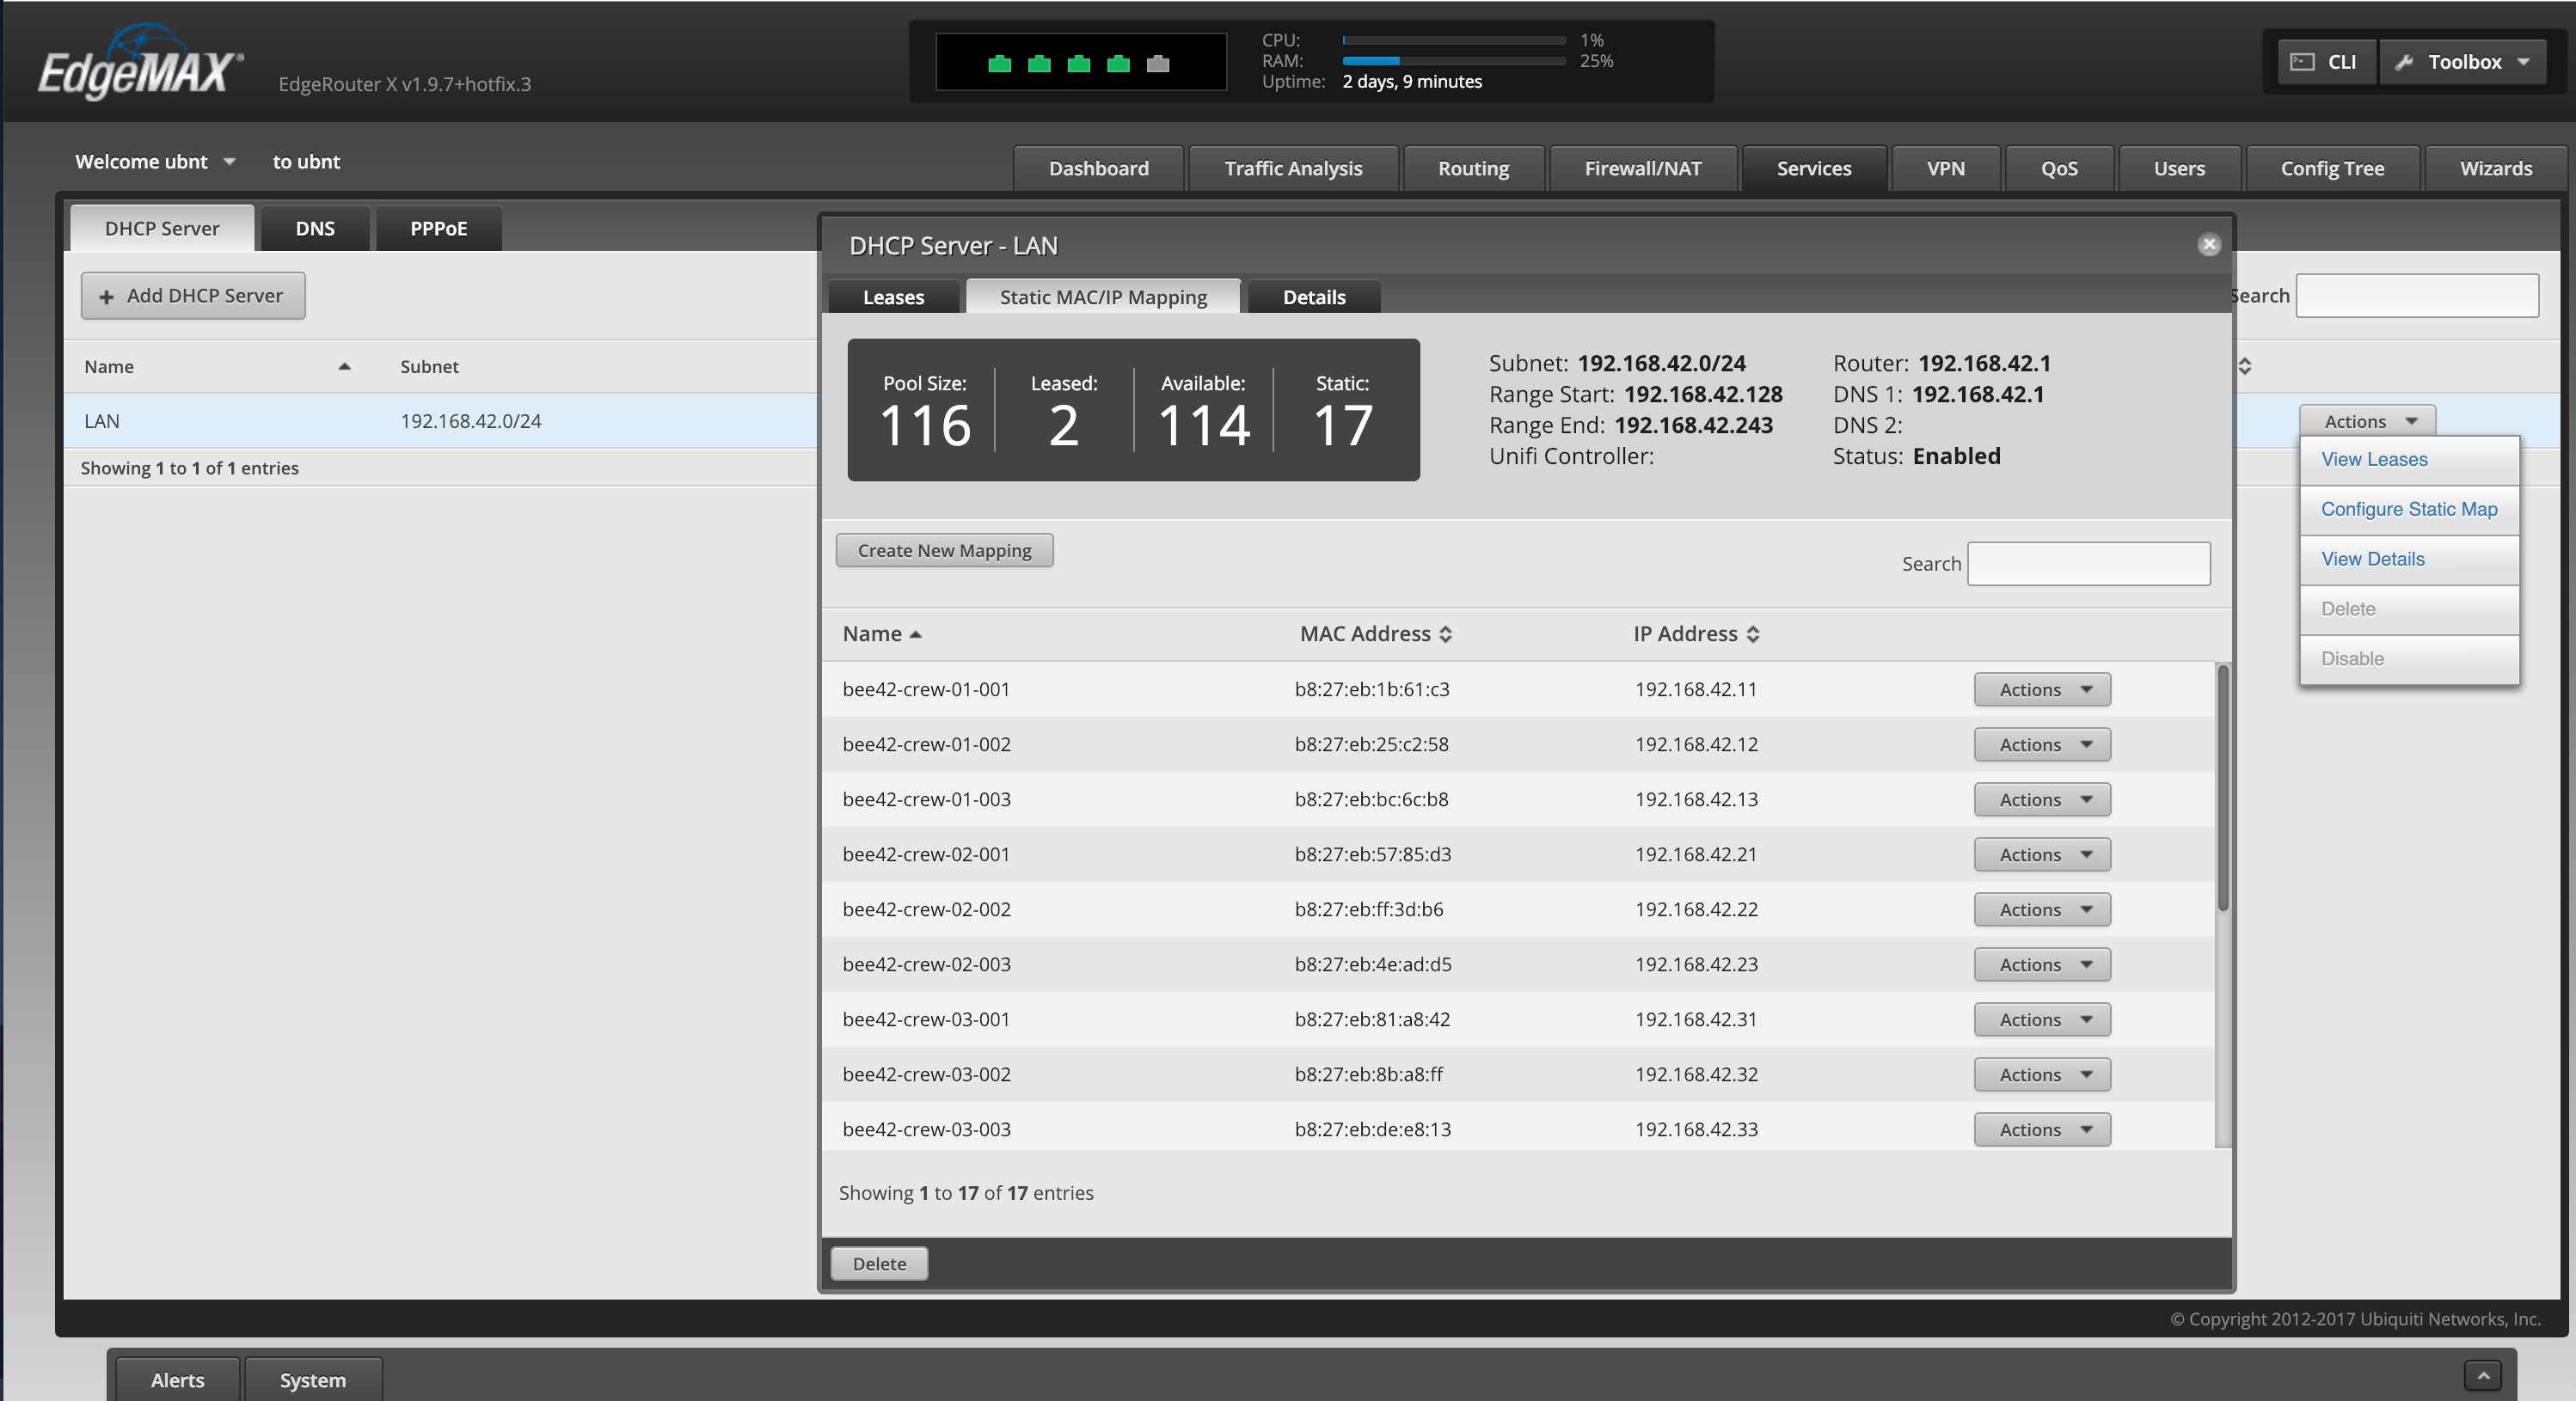 EdgeMAX®
EdgeRouter X v1.9.7+hotfix.3
CPU: 1%
RAM: 25%
Uptime: 2 days, 9 minutes
CLI
Toolbox
Welcome ubnt to ubnt
Dashboard Traffic Analysis Routing Firewall/NAT Services VPN QoS Users Config Tree Wizards
DHCP Server DNS PPPoE
+ Add DHCP Server
Search
Name Subnet
LAN 192.168.42.0/24
Showing 1 to 1 of 1 entries
Actions
View Leases
Configure Static Map
View Details
Delete
Disable
DHCP Server - LAN
Leases Static MAC/IP Mapping Details
Pool Size: Leased: Available: Static:
116 2 114 17
Subnet: 192.168.42.0/24 Router: 192.168.42.1
Range Start: 192.168.42.128 DNS 1: 192.168.42.1
Range End: 192.168.42.243 DNS 2:
Unifi Controller: Status: Enabled
Create New Mapping
Search
Name MAC Address IP Address
bee42-crew-01-001 b8:27:eb:1b:61:c3 192.168.42.11 Actions
bee42-crew-01-002 b8:27:eb:25:c2:58 192.168.42.12 Actions
bee42-crew-01-003 b8:27:eb:bc:6c:b8 192.168.42.13 Actions
bee42-crew-02-001 b8:27:eb:57:85:d3 192.168.42.21 Actions
bee42-crew-02-002 b8:27:eb:ff:3d:b6 192.168.42.22 Actions
bee42-crew-02-003 b8:27:eb:4e:ad:d5 192.168.42.23 Actions
bee42-crew-03-001 b8:27:eb:81:a8:42 192.168.42.31 Actions
bee42-crew-03-002 b8:27:eb:8b:a8:ff 192.168.42.32 Actions
bee42-crew-03-003 b8:27:eb:de:e8:13 192.168.42.33 Actions
Showing 1 to 17 of 17 entries
Delete
© Copyright 2012-2017 Ubiquiti Networks, Inc.
Alerts System